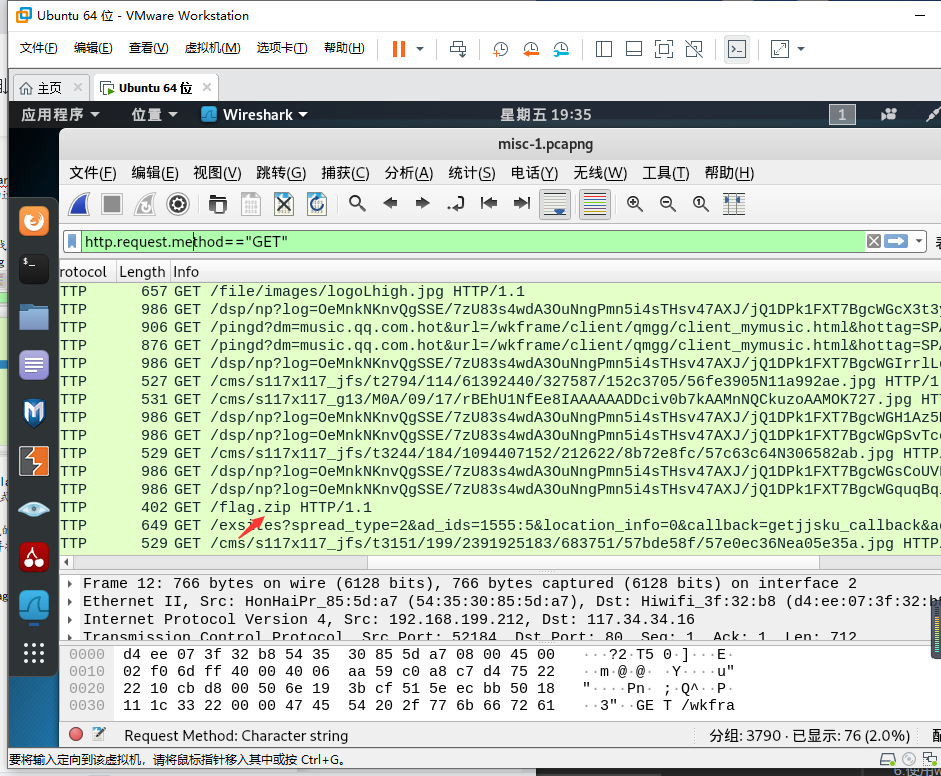 Ubuntu 64 位 - VMware Workstation
文件(F) 编辑(E) 查看(V) 虚拟机(M) 选项卡(T) 帮助(H)
主页 Ubuntu 64 位
应用程序 位置 Wireshark 星期五 19:35 1
misc-1.pcapng
文件(F) 编辑(E) 视图(V) 跳转(G) 捕获(C) 分析(A) 统计(S) 电话(Y) 无线(W) 工具(T) 帮助(H)
http.request.method=="GET"
rotocol Length Info
TTP 657 GET /file/images/logoLhigh.jpg HTTP/1.1
TTP 986 GET /dsp/np?log=OeMnkNKnvQgSSE/7zU83s4wdA3OuNngPmn5i4sTHsv47AXJ/jQ1DPk1FXT7BgcWGcX3t3y
TTP 906 GET /pingd?dm=music.qq.com.hot&url=/wkframe/client/qmgg/client_mymusic.html&hottag=SPA
TTP 876 GET /pingd?dm=music.qq.com.hot&url=/wkframe/client/qmgg/client_mymusic.html&hottag=SPA
TTP 986 GET /dsp/np?log=OeMnkNKnvQgSSE/7zU83s4wdA3OuNngPmn5i4sTHsv47AXJ/jQ1DPk1FXT7BgcWGIrrlL
TTP 527 GET /cms/s117x117_jfs/t2794/114/61392440/327587/152c3705/56fe3905N11a992ae.jpg HTTP/1
TTP 531 GET /cms/s117x117_g13/M0A/09/17/rBEhU1NfEe8IAAAAAADDciv0b7kAAMnNQCkuzoAAMOK727.jpg HT
TTP 986 GET /dsp/np?log=OeMnkNKnvQgSSE/7zU83s4wdA3OuNngPmn5i4sTHsv47AXJ/jQ1DPk1FXT7BgcWGH1Az5
TTP 986 GET /dsp/np?log=OeMnkNKnvQgSSE/7zU83s4wdA3OuNngPmn5i4sTHsv47AXJ/jQ1DPk1FXT7BgcWGpSvTc
TTP 529 GET /cms/s117x117_jfs/t3244/184/1094407152/212622/8b72e8fc/57c63c64N306582ab.jpg HTTP
TTP 986 GET /dsp/np?log=OeMnkNKnvQgSSE/7zU83s4wdA3OuNngPmn5i4sTHsv47AXJ/jQ1DPk1FXT7BgcWGsCoUV
TTP 986 GET /dsp/np?log=OeMnkNKnvQgSSE/7zU83s4wdA3OuNngPmn5i4sTHsv47AXJ/jQ1DPk1FXT7BgcWGquqBq
TTP 402 GET /flag.zip HTTP/1.1
TTP 649 GET /exsites?spread_type=2&ad_ids=1555:5&location_info=0&callback=getjjsku_callback&a
TTP 529 GET /cms/s117x117_jfs/t3151/199/2391925183/683751/57bde58f/57e0ec36Nea05e35a.jpg HTTP
Frame 12: 766 bytes on wire (6128 bits), 766 bytes captured (6128 bits) on interface 2
Ethernet II, Src: HonHaiPr_85:5d:a7 (54:35:30:85:5d:a7), Dst: Hiwifi_3f:32:b8 (d4:ee:07:3f:32:b
Internet Protocol Version 4, Src: 192.168.199.212, Dst: 117.34.34.16
Transmission Control Protocol, Src Port: 52184, Dst Port: 80, Seq: 1, Ack: 1, Len: 712
0000 d4 ee 07 3f 32 b8 54 35 30 85 5d a7 08 00 45 00 ···?2·T5 0·]···E·
0010 02 f0 6d ff 40 00 40 06 aa 59 c0 a8 c7 d4 75 22 ··m·@·@· ·Y····u"
0020 22 10 cb d8 00 50 6e 19 3b cf 51 5e ec bb 50 18 "····Pn· ;·Q^··P·
0030 11 1c 33 22 00 00 47 45 54 20 2f 77 6b 66 72 61 ··3"··GE T /wkfra
Request Method: Character string 分组: 3790 · 已显示: 76 (2.0%)
要将输入定向到该虚拟机，请将鼠标指针移入其中或按 Ctrl+G。